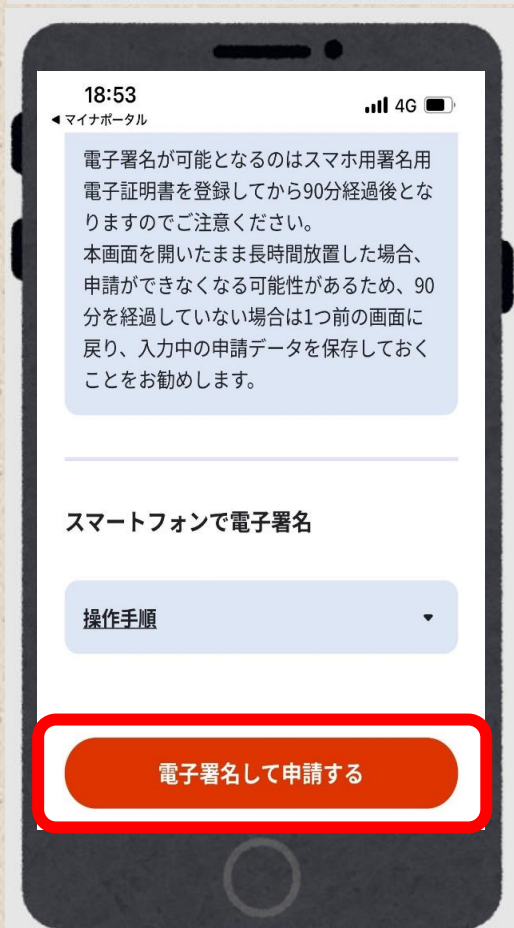 18:53
4G
◀ マイナポータル
電子署名が可能となるのはスマホ用署名用
電子証明書を登録してから90分経過後とな
りますのでご注意ください。
本画面を開いたまま長時間放置した場合、
申請ができなくなる可能性があるため、90
分を経過していない場合は1つ前の画面に
戻り、入力中の申請データを保存しておく
ことをお勧めします。
スマートフォンで電子署名
操作手順
電子署名して申請する